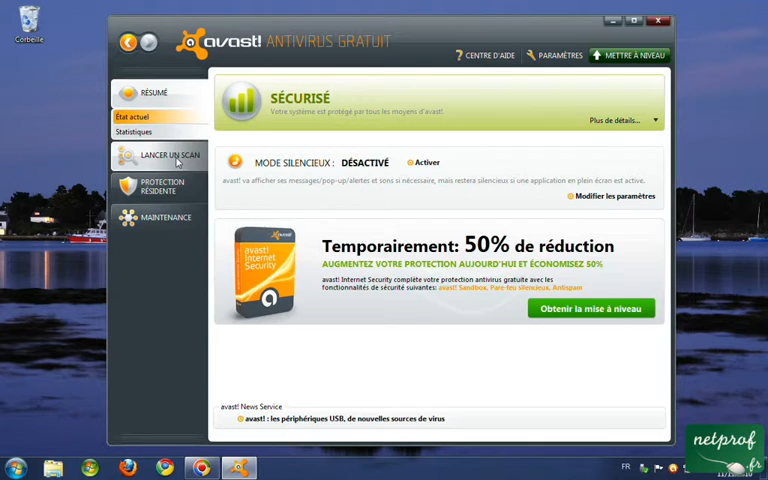 Corbeille
avast! ANTIVIRUS GRATUIT
CENTRE D'AIDE
PARAMÈTRES
METTRE À NIVEAU
RÉSUMÉ
État actuel
Statistiques
LANCER UN SCAN
PROTECTION
RÉSIDENTE
MAINTENANCE
SÉCURISÉ
Votre système est protégé par tous les moyens d'avast!.
Plus de détails...
MODE SILENCIEUX : DÉSACTIVÉ
Activer
avast! va afficher ses messages/pop-up/alertes et sons si nécessaire, mais restera silencieux si une application en plein écran est active.
Modifier les paramètres
avast!
Internet
Security
Temporairement: 50% de réduction
AUGMENTEZ VOTRE PROTECTION AUJOURD'HUI ET ÉCONOMISEZ 50%
avast! Internet Security complète votre protection antivirus gratuite avec les
fonctionnalités de sécurité suivantes: avast! Sandbox, Pare-feu silencieux, Antispam
Obtenir la mise à niveau
avast! News Service
avast! : les périphériques USB, de nouvelles sources de virus
FR
netprof
.fr